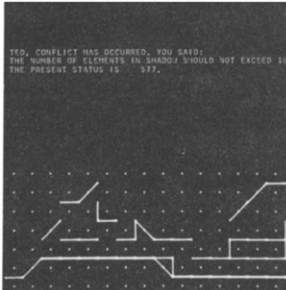 TED, CONFLICT HAS OCCURRED, YOU SAID:
THE NUMBER OF ELEMENTS IN SHADOW SHOULD NOT EXCEED
THE PRESENT STATUS IS 577.